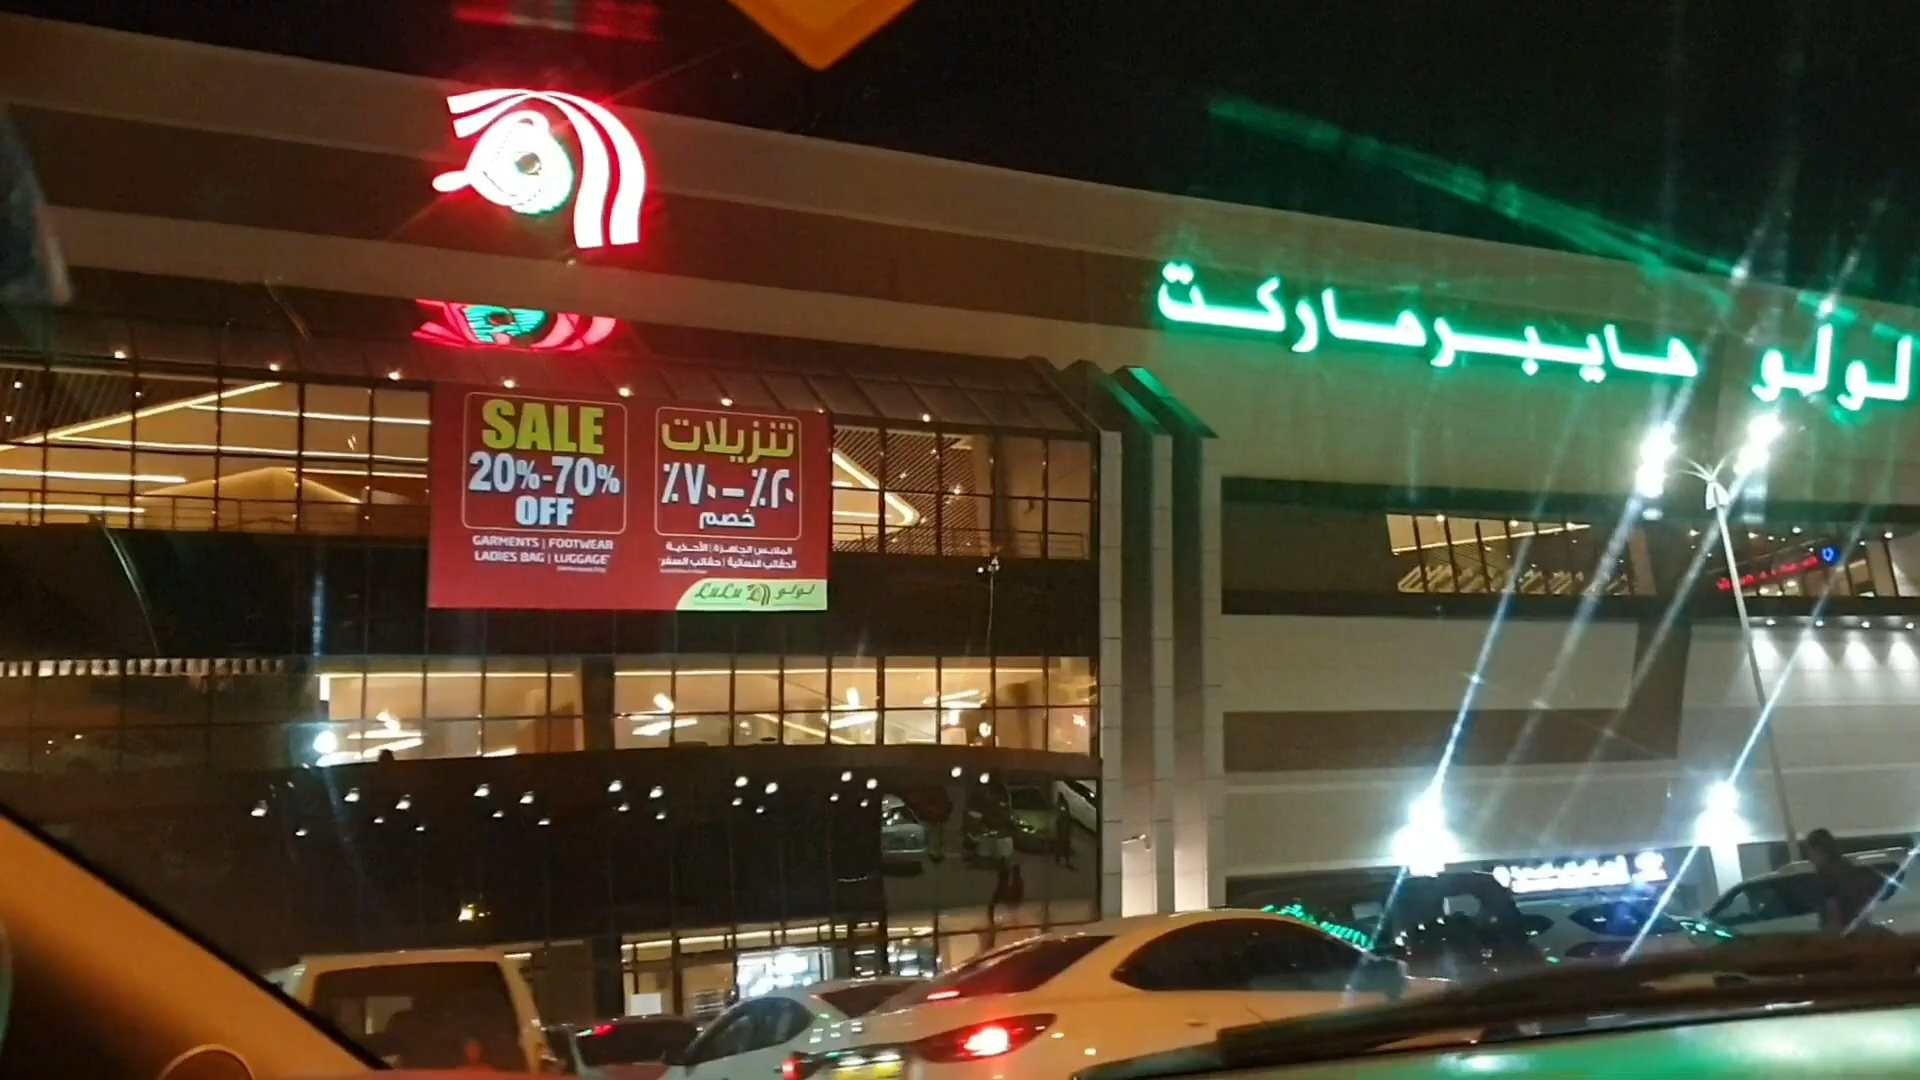 لولو هايبرماركت
SALE
20%-70%
OFF
GARMENTS | FOOTWEAR
LADIES BAG | LUGGAGE
تنزيلات
٢٠٪–٧٠٪
خصم
الملابس الجاهزة | الأحذية
الحقائب النسائية | حقائب السفر
LuLu لولو